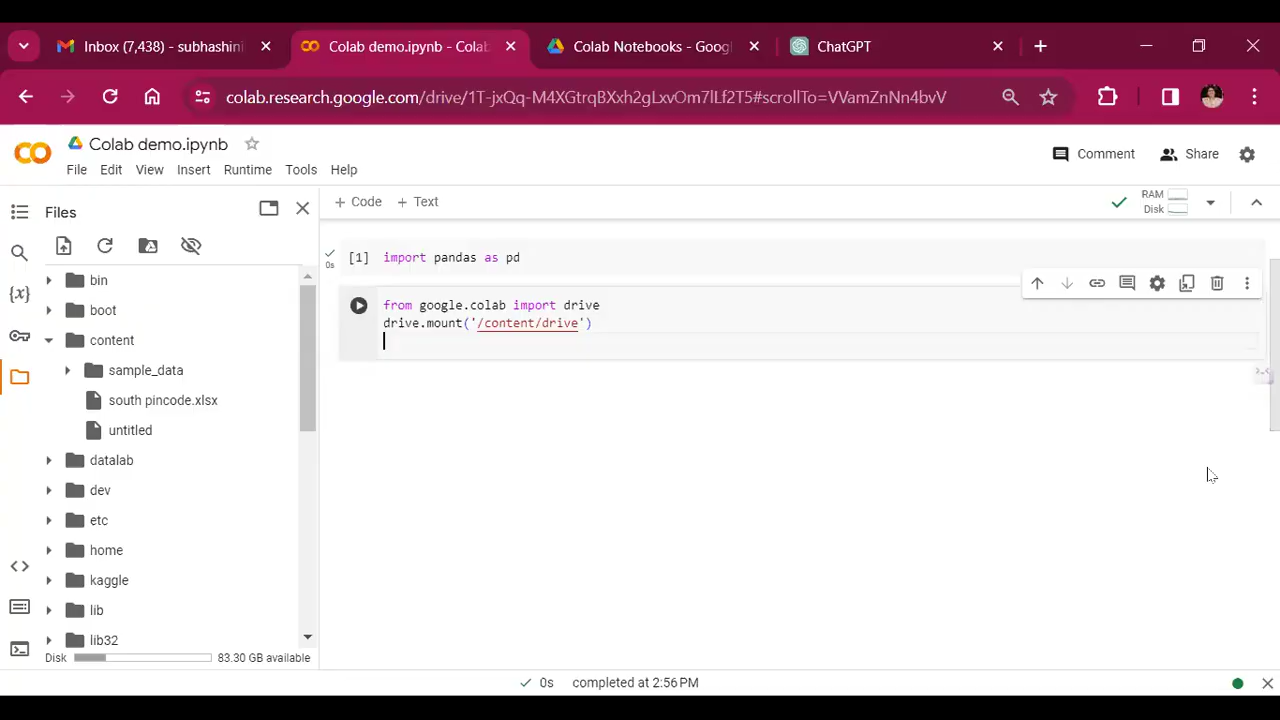 Inbox (7,438) - subhashini
Colab demo.ipynb - Colab
Colab Notebooks - Goog
ChatGPT
colab.research.google.com/drive/1T-jxQq-M4XGtrqBXxh2gLxvOm7lLf2T5#scrollTo=VVamZnNn4bvV
Colab demo.ipynb
Comment
Share
File Edit View Insert Runtime Tools Help
Files
+ Code + Text
RAM
Disk
bin
boot
content
sample_data
south pincode.xlsx
untitled
datalab
dev
etc
home
kaggle
lib
lib32
Disk 83.30 GB available
0s
[1] import pandas as pd
from google.colab import drive
drive.mount('/content/drive')
0s completed at 2:56 PM